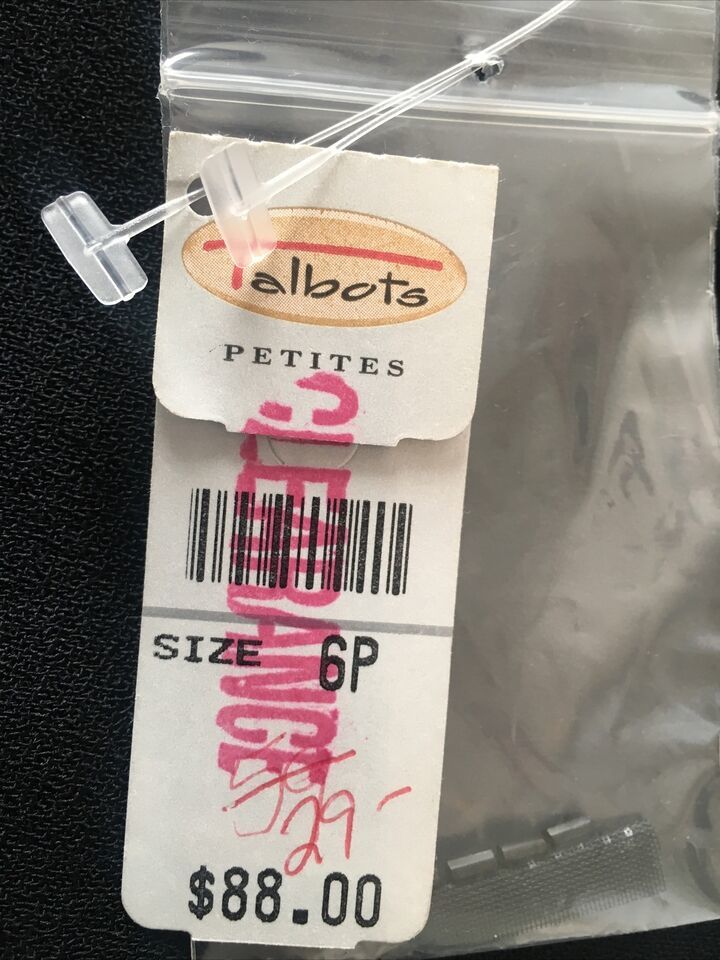 Talbots
PETITES
CLEARANCE
SIZE 6P
29-
$88.00